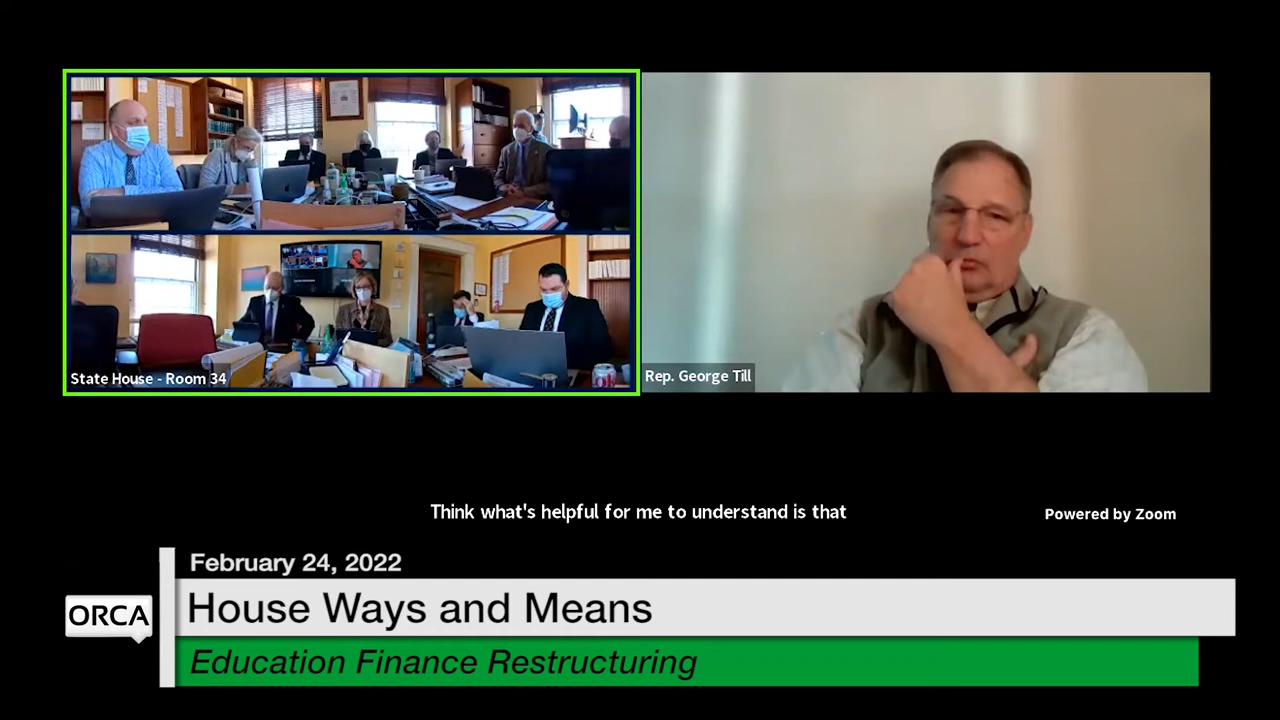 State House - Room 34
Rep. George Till
Think what's helpful for me to understand is that
Powered by Zoom
February 24, 2022
ORCA
House Ways and Means
Education Finance Restructuring